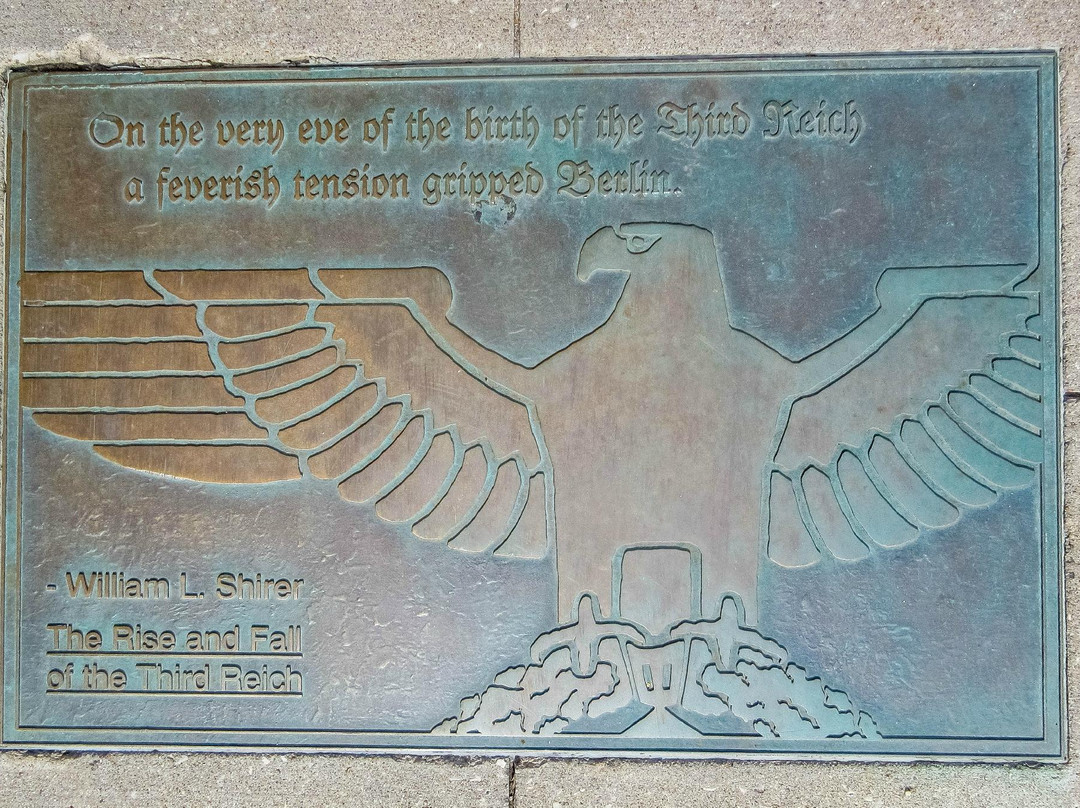 On the very eve of the birth of the Third Reich
a feverish tension gripped Berlin.
- William L. Shirer
The Rise and Fall
of the Third Reich